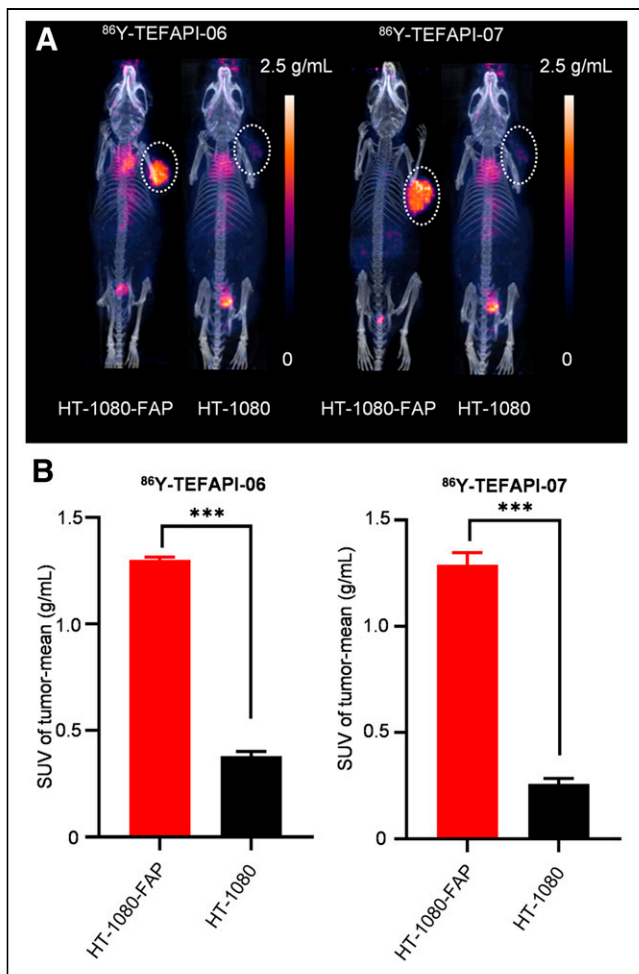 A
⁸⁶Y-TEFAPI-06
⁸⁶Y-TEFAPI-07
2.5 g/mL
2.5 g/mL
0
0
HT-1080-FAP
HT-1080
HT-1080-FAP
HT-1080
B
⁸⁶Y-TEFAPI-06
SUV of tumor-mean (g/mL)
1.5
1.0
0.5
0
***
HT-1080-FAP
HT-1080
⁸⁶Y-TEFAPI-07
SUV of tumor-mean (g/mL)
1.5
1.0
0.5
0
***
HT-1080-FAP
HT-1080